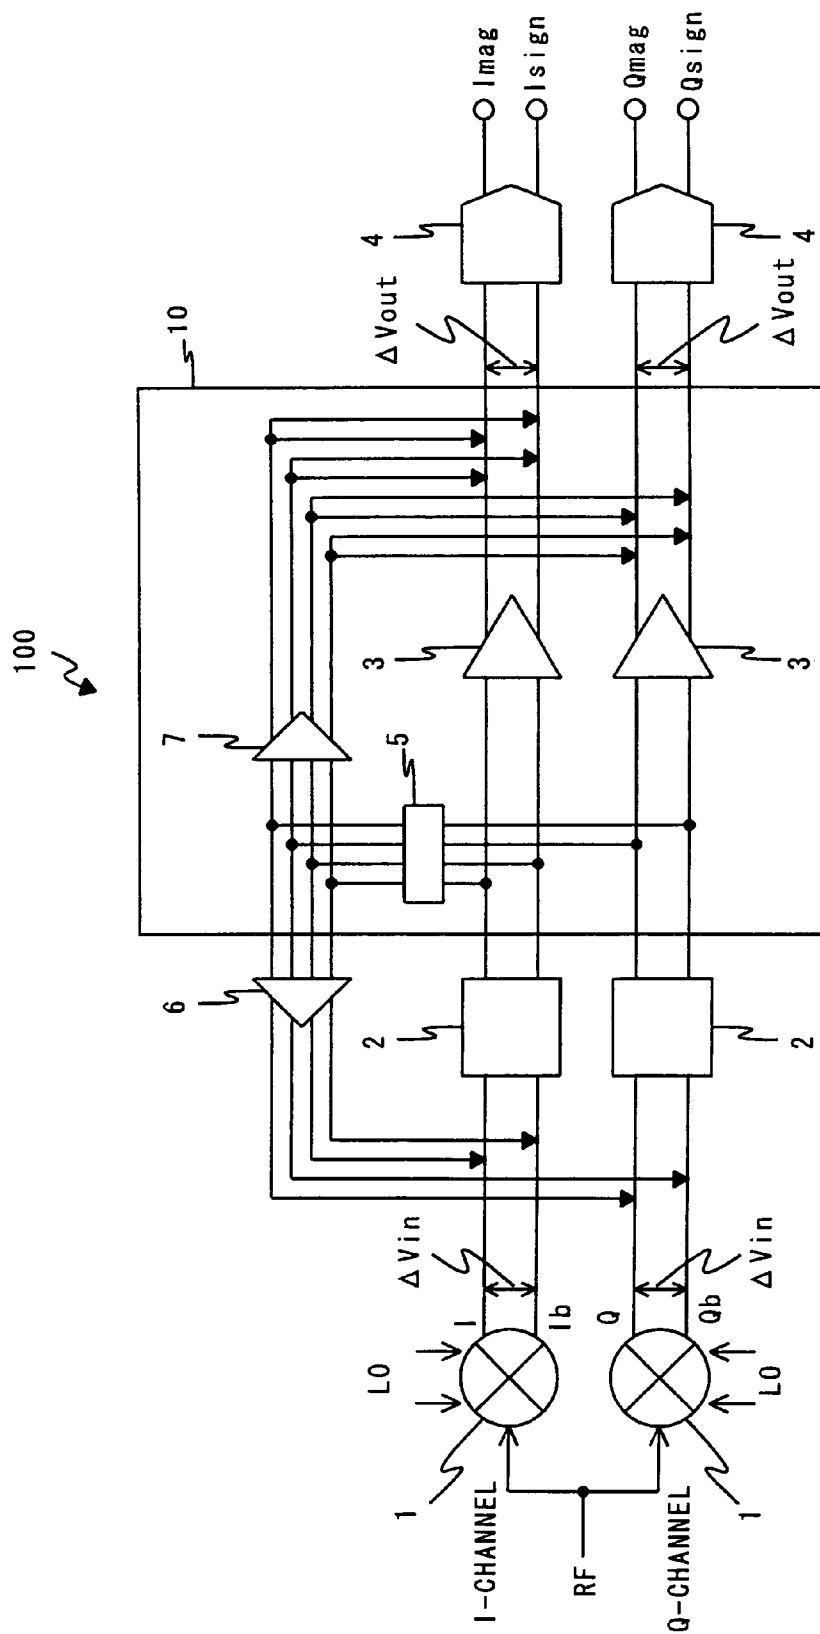 100
10
7
5
6
ΔVout
4
Imag
Isign
3
2
ΔVin
LO
I
Ib
1
I-CHANNEL
RF
Q-CHANNEL
1
Q
Qb
LO
ΔVin
2
3
ΔVout
4
Qmag
Qsign